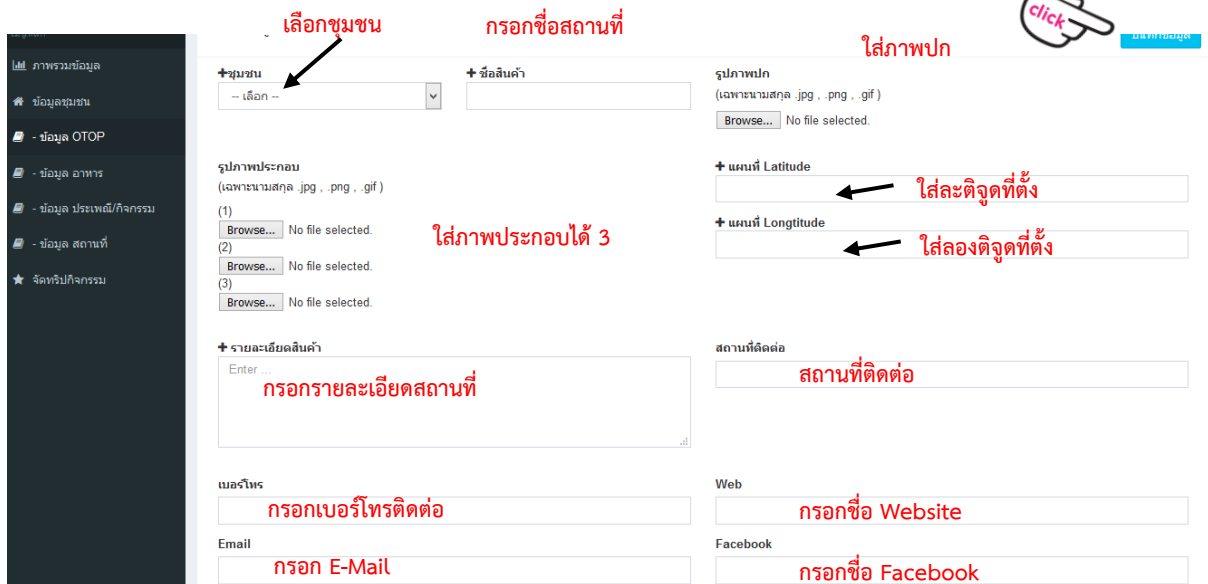 เลือกชุมชน
กรอกชื่อสถานที่
click
ใส่ภาพปก
บันทึกข้อมูล
ภาพรวมข้อมูล
ข้อมูลชุมชน
- ข้อมูล OTOP
- ข้อมูล อาหาร
- ข้อมูล ประเพณี/กิจกรรม
- ข้อมูล สถานที่
จัดทริปกิจกรรม
+ชุมชน
-- เลือก --
+ ชื่อสินค้า
รูปภาพปก
(เฉพาะนามสกุล .jpg , .png , .gif )
Browse... No file selected.
รูปภาพประกอบ
(เฉพาะนามสกุล .jpg , .png , .gif )
(1)
Browse... No file selected.
(2)
Browse... No file selected.
(3)
Browse... No file selected.
ใส่ภาพประกอบได้ 3
+ แผนที่ Latitude
ใส่ละติจูดที่ตั้ง
+ แผนที่ Longtitude
ใส่ลองติจูดที่ตั้ง
+ รายละเอียดสินค้า
Enter ...
กรอกรายละเอียดสถานที่
สถานที่ติดต่อ
สถานที่ติดต่อ
เบอร์โทร
กรอกเบอร์โทรติดต่อ
Web
กรอกชื่อ Website
Email
กรอก E-Mail
Facebook
กรอกชื่อ Facebook